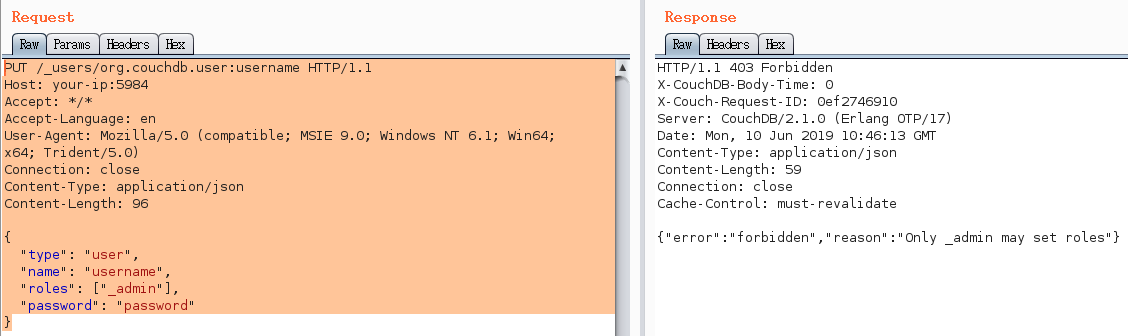 Request
Raw Params Headers Hex
PUT /_users/org.couchdb.user:username HTTP/1.1
Host: your-ip:5984
Accept: */*
Accept-Language: en
User-Agent: Mozilla/5.0 (compatible; MSIE 9.0; Windows NT 6.1; Win64;
x64; Trident/5.0)
Connection: close
Content-Type: application/json
Content-Length: 96

{
  "type": "user",
  "name": "username",
  "roles": ["_admin"],
  "password": "password"
}
Response
Raw Headers Hex
HTTP/1.1 403 Forbidden
X-CouchDB-Body-Time: 0
X-Couch-Request-ID: 0ef2746910
Server: CouchDB/2.1.0 (Erlang OTP/17)
Date: Mon, 10 Jun 2019 10:46:13 GMT
Content-Type: application/json
Content-Length: 59
Connection: close
Cache-Control: must-revalidate

{"error":"forbidden","reason":"Only _admin may set roles"}